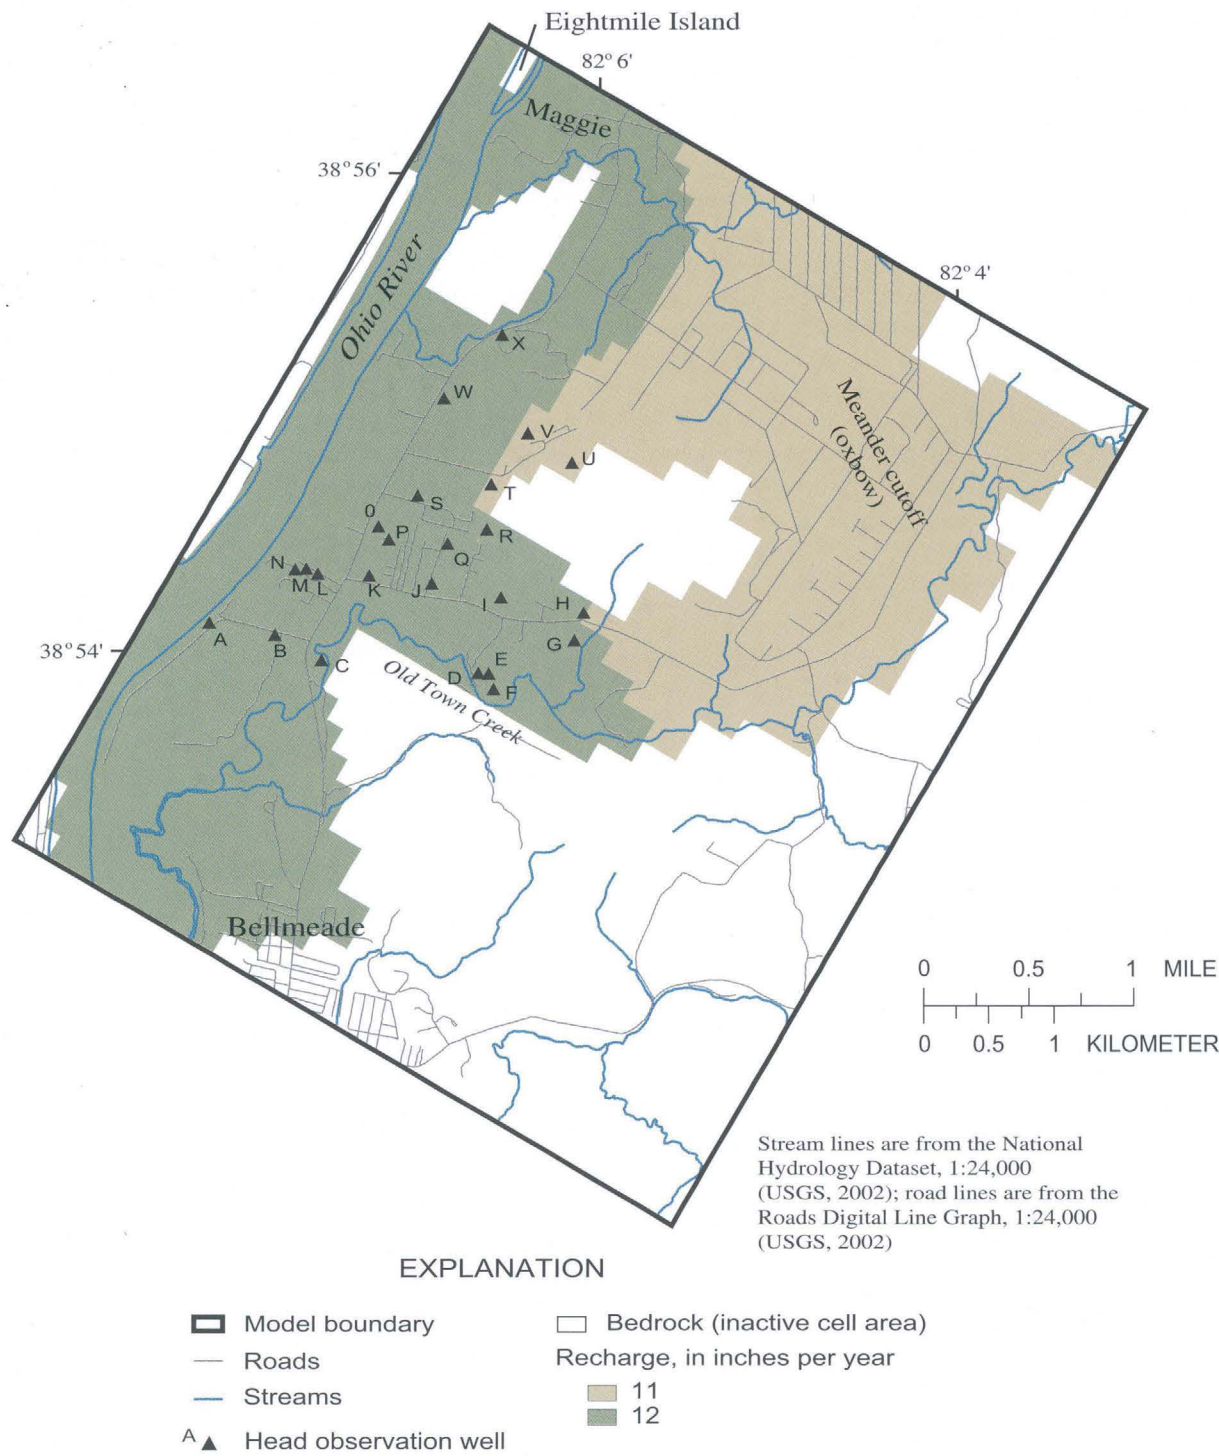 Eightmile Island
82° 6'
Maggie
38° 56'
Ohio River
82° 4'
X
W
Meander cutoff
(oxbow)
V
U
T
S
0
P
R
Q
N
M
L
K
J
I
H
G
A
B
C
38° 54'
D
E
F
Old Town Creek
Bellmeade
0 0.5 1 MILE
0 0.5 1 KILOMETER
Stream lines are from the National
Hydrology Dataset, 1:24,000
(USGS, 2002); road lines are from the
Roads Digital Line Graph, 1:24,000
(USGS, 2002)
EXPLANATION
Model boundary
Roads
Streams
A Head observation well
Bedrock (inactive cell area)
Recharge, in inches per year
11
12